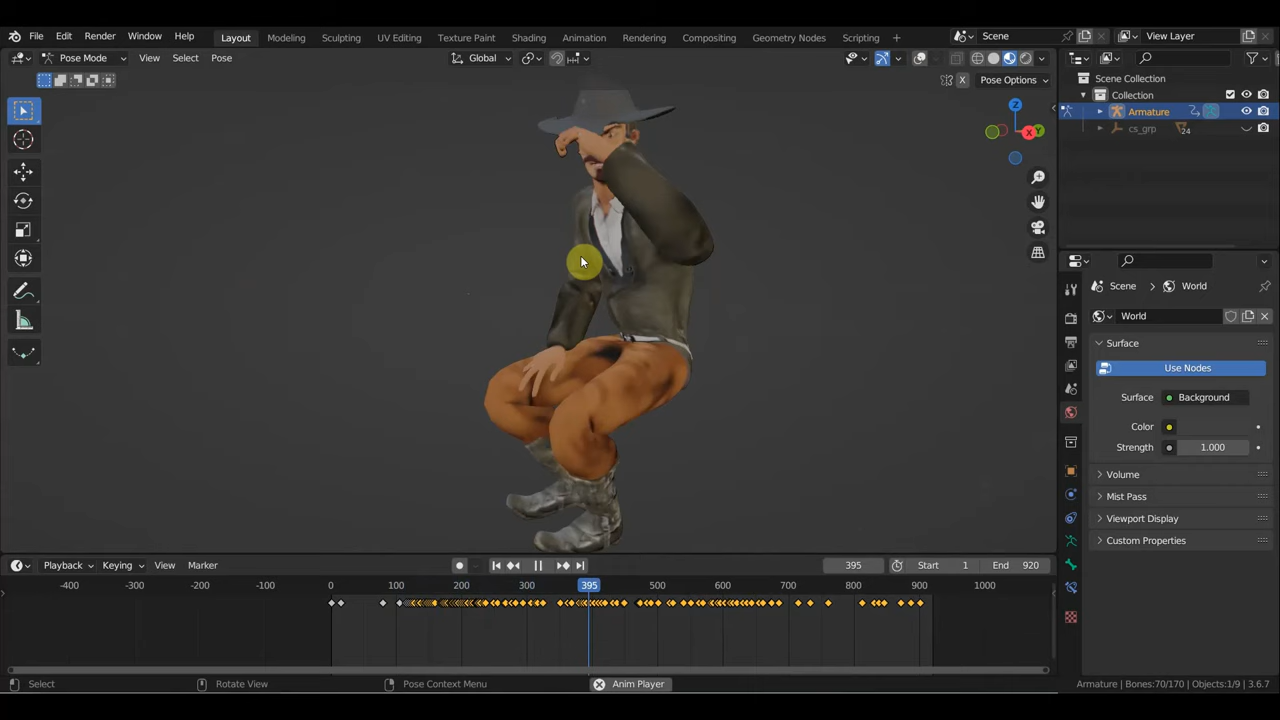 File Edit Render Window Help Layout Modeling Sculpting UV Editing Texture Paint Shading Animation Rendering Compositing Geometry Nodes Scripting + Scene View Layer
Pose Mode View Select Pose Global
X Pose Options
Scene Collection
Collection
Armature
cs_grp 24
Z
X Y
Scene > World
World
Surface
Use Nodes
Surface Background
Color
Strength 1.000
Volume
Mist Pass
Viewport Display
Custom Properties
Playback Keying View Marker 395 Start 1 End 920
-400 -300 -200 -100 0 100 200 300 395 500 600 700 800 900 1000
Select Rotate View Pose Context Menu Anim Player Armature | Bones:70/170 | Objects:1/9 | 3.6.7